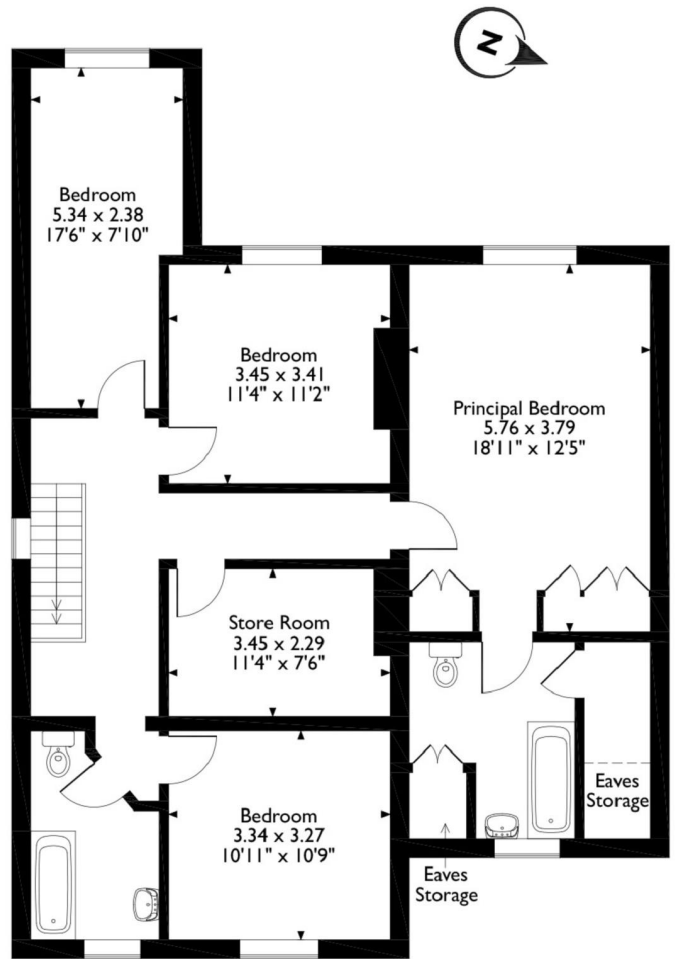 N
Bedroom
5.34 x 2.38
17'6" x 7'10"
Bedroom
3.45 x 3.41
11'4" x 11'2"
Principal Bedroom
5.76 x 3.79
18'11" x 12'5"
Store Room
3.45 x 2.29
11'4" x 7'6"
Bedroom
3.34 x 3.27
10'11" x 10'9"
Eaves
Storage
Eaves
Storage